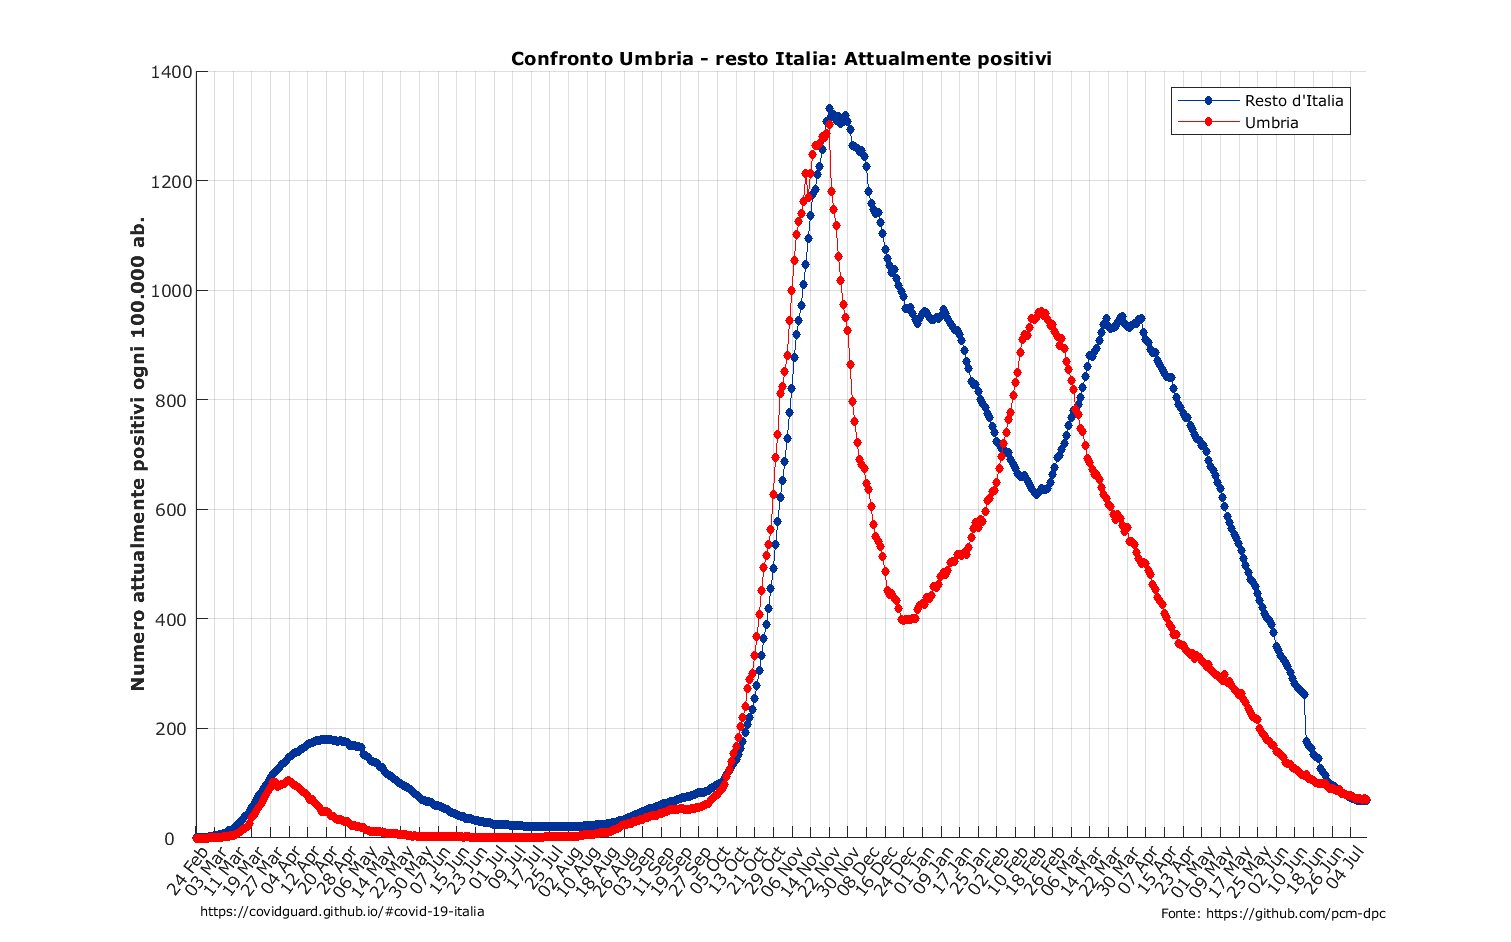 Confronto Umbria - resto Italia: Attualmente positivi
Resto d'Italia
Umbria
Numero attualmente positivi ogni 100.000 ab.
1400
1200
1000
800
600
400
200
0
24 Feb
03 Mar
11 Mar
19 Mar
27 Mar
04 Apr
12 Apr
20 Apr
28 Apr
06 May
14 May
22 May
30 May
07 Jun
15 Jun
23 Jun
01 Jul
09 Jul
17 Jul
25 Jul
02 Aug
10 Aug
18 Aug
26 Aug
03 Sep
11 Sep
19 Sep
27 Sep
05 Oct
13 Oct
21 Oct
29 Oct
06 Nov
14 Nov
22 Nov
30 Nov
08 Dec
16 Dec
24 Dec
01 Jan
09 Jan
17 Jan
25 Jan
02 Feb
10 Feb
18 Feb
26 Feb
06 Mar
14 Mar
22 Mar
30 Mar
07 Apr
15 Apr
23 Apr
01 May
09 May
17 May
25 May
02 Jun
10 Jun
18 Jun
26 Jun
04 Jul
https://covidguard.github.io/#covid-19-italia
Fonte: https://github.com/pcm-dpc